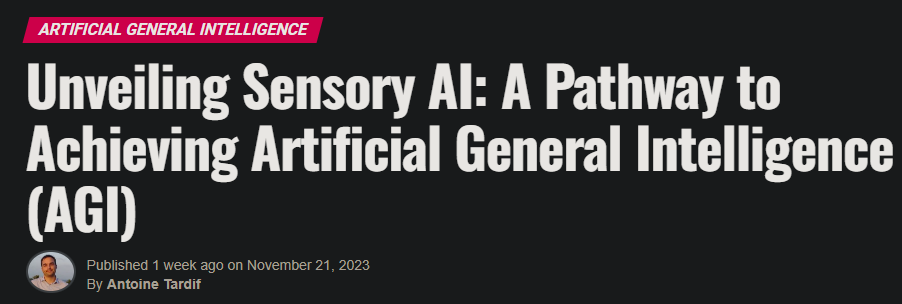 ARTIFICIAL GENERAL INTELLIGENCE
Unveiling Sensory AI: A Pathway to
Achieving Artificial General Intelligence
(AGI)
Published 1 week ago on November 21, 2023
By Antoine Tardif